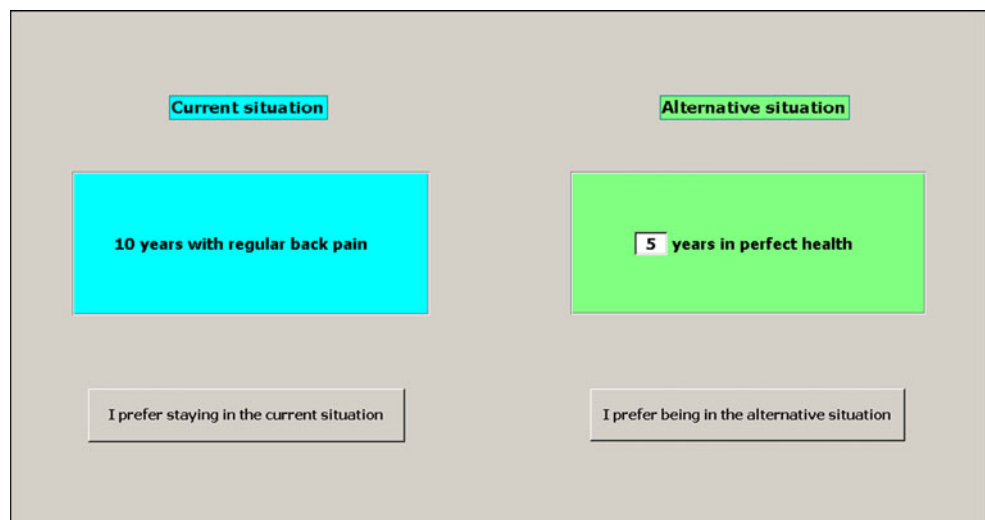 Current situation
Alternative situation
10 years with regular back pain
5 years in perfect health
I prefer staying in the current situation
I prefer being in the alternative situation